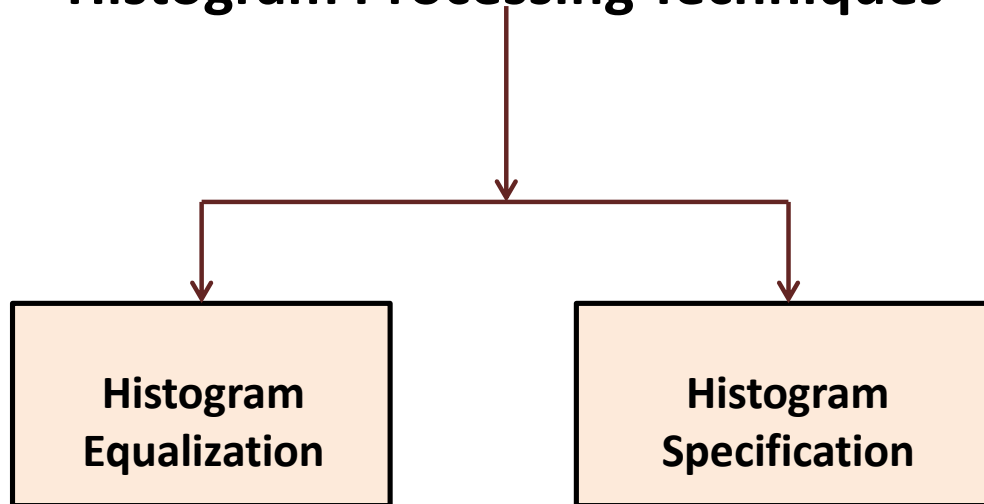 Histogram Processing Techniques
Histogram
Equalization
Histogram
Specification